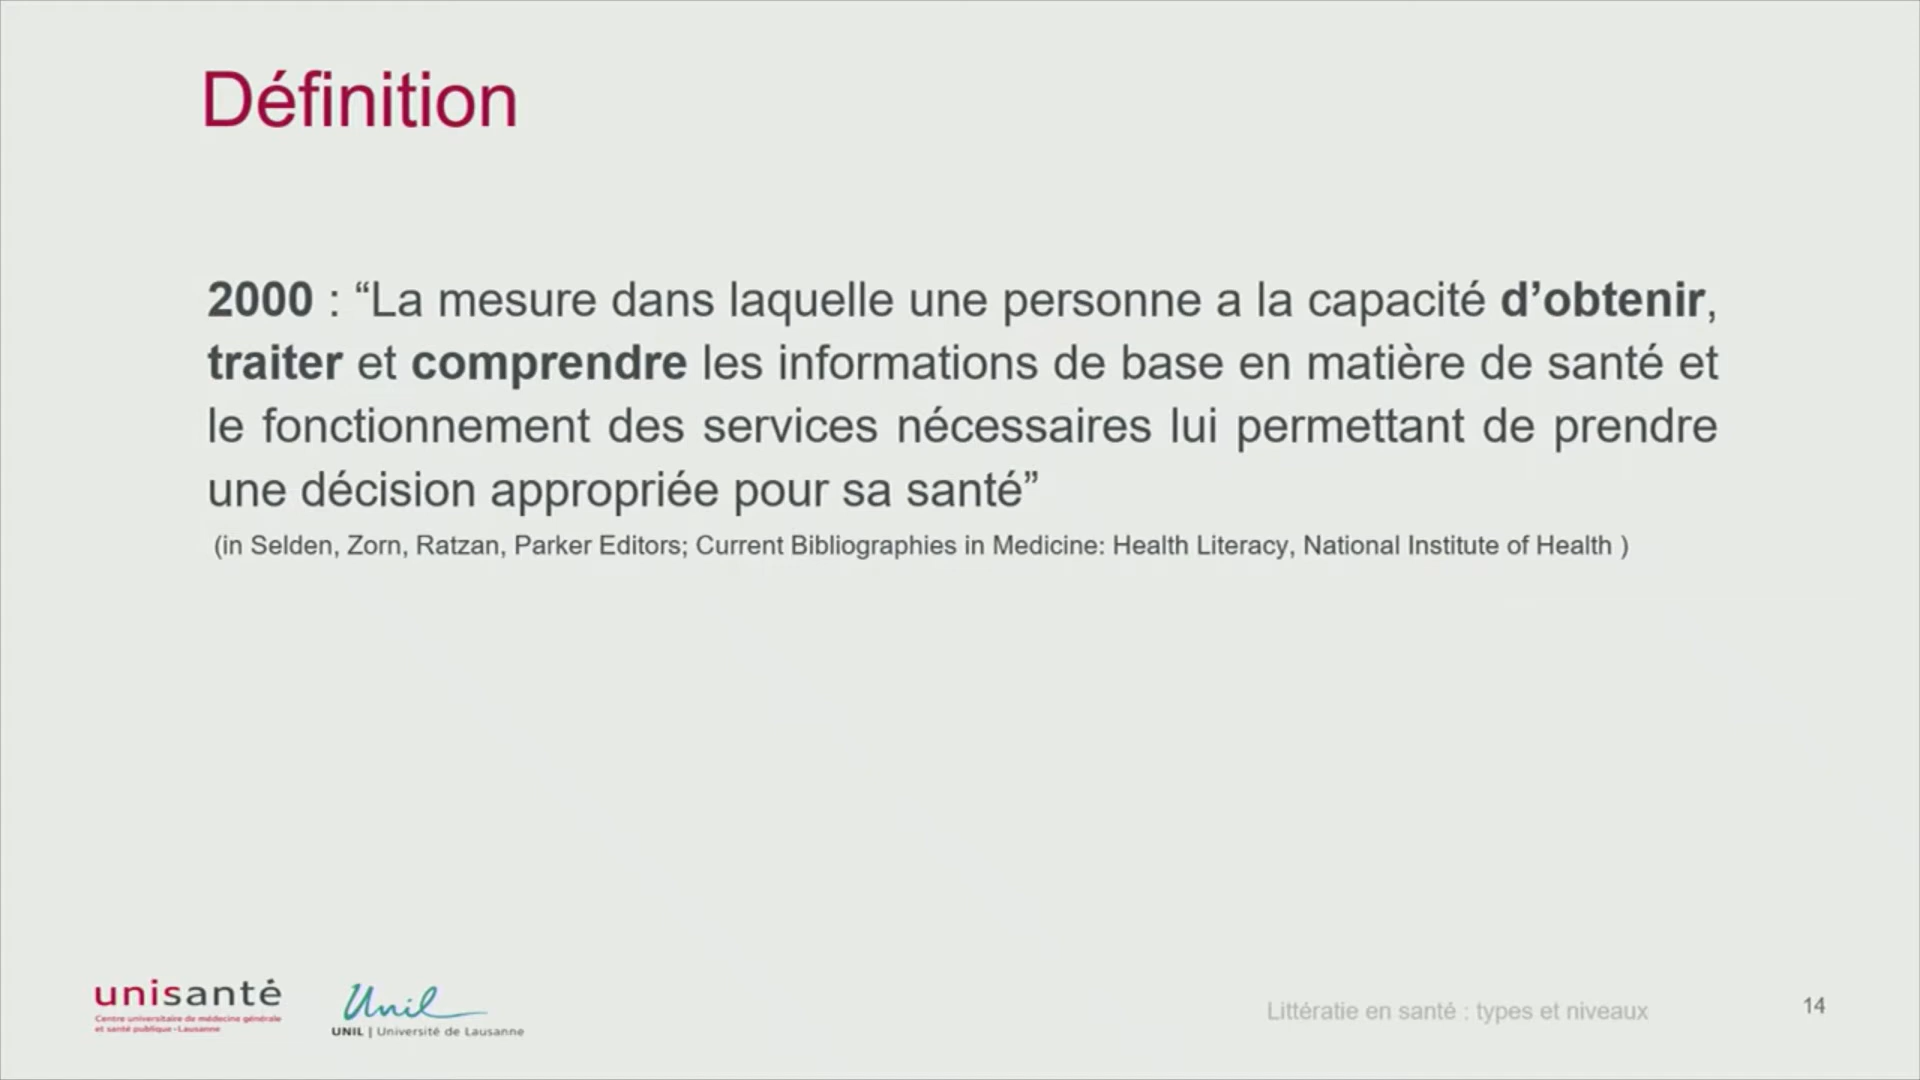 Définition
2000 : “La mesure dans laquelle une personne a la capacité d’obtenir,
traiter et comprendre les informations de base en matière de santé et
le fonctionnement des services nécessaires lui permettant de prendre
une décision appropriée pour sa santé”
(in Selden, Zorn, Ratzan, Parker Editors; Current Bibliographies in Medicine: Health Literacy, National Institute of Health )
unisanté
Centre universitaire de médecine générale
et santé publique - Lausanne
Unil
UNIL | Université de Lausanne
Littératie en santé : types et niveaux
14